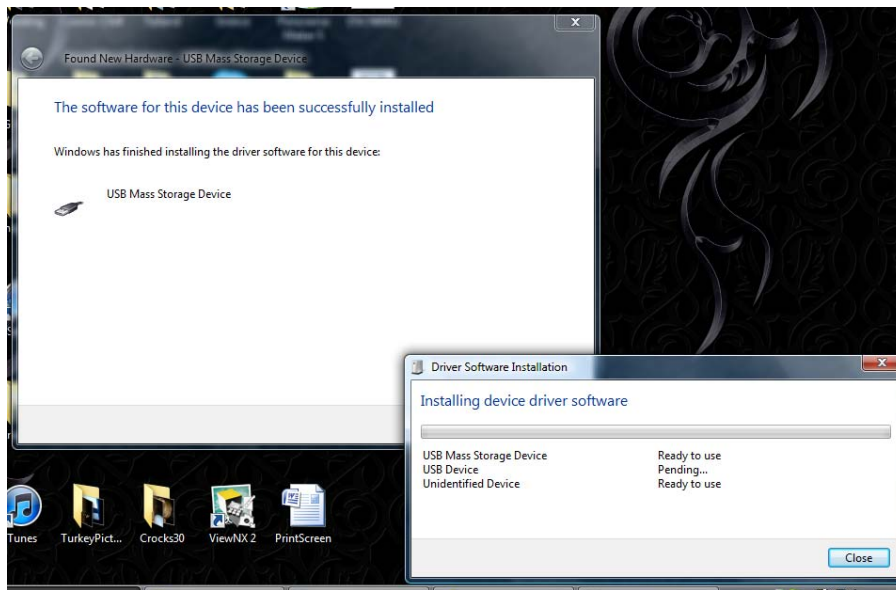 Found New Hardware - USB Mass Storage Device
The software for this device has been successfully installed
Windows has finished installing the driver software for this device:
USB Mass Storage Device
Driver Software Installation
Installing device driver software
USB Mass Storage Device Ready to use
USB Device Pending...
Unidentified Device Ready to use
Close
Tunes TurkeyPict... Crocks30 ViewNX 2 PrintScreen